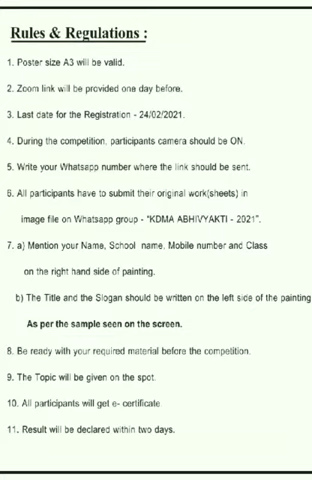 Rules & Regulations :
1. Poster size A3 will be valid.
2. Zoom link will be provided one day before.
3. Last date for the Registration - 24/02/2021.
4. During the competition, participants camera should be ON.
5. Write your Whatsapp number where the link should be sent.
6. All participants have to submit their original work(sheets) in
image file on Whatsapp group - “KDMA ABHIVYAKTI - 2021”.
7. a) Mention your Name, School name, Mobile number and Class
on the right hand side of painting.
b) The Title and the Slogan should be written on the left side of the painting
As per the sample seen on the screen.
8. Be ready with your required material before the competition.
9. The Topic will be given on the spot.
10. All participants will get e- certificate
11. Result will be declared within two days.